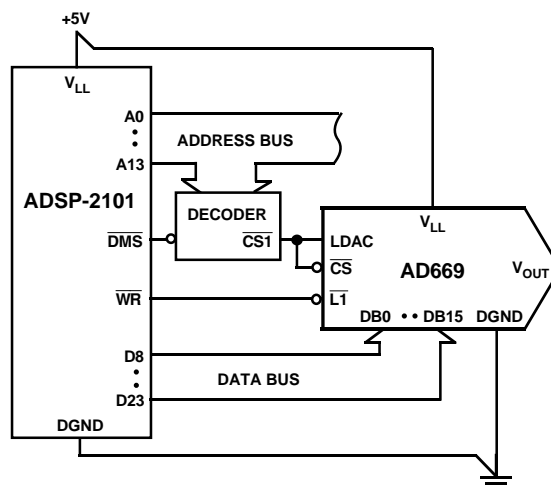 +5V
VLL
A0
ADDRESS BUS
A13
ADSP-2101
DECODER
DMS
CS1
LDAC
VLL
CS
AD669
VOUT
WR
L1
DB0 •• DB15 DGND
D8
DATA BUS
D23
DGND